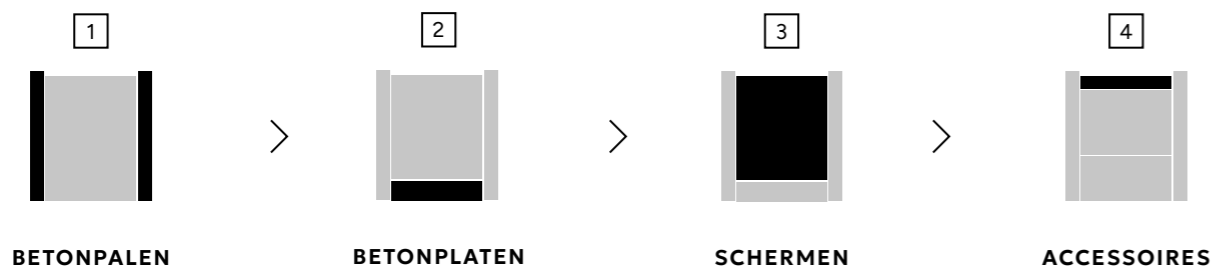 1
2
3
4
BETONPALEN
BETONPLATEN
SCHERMEN
ACCESSOIRES